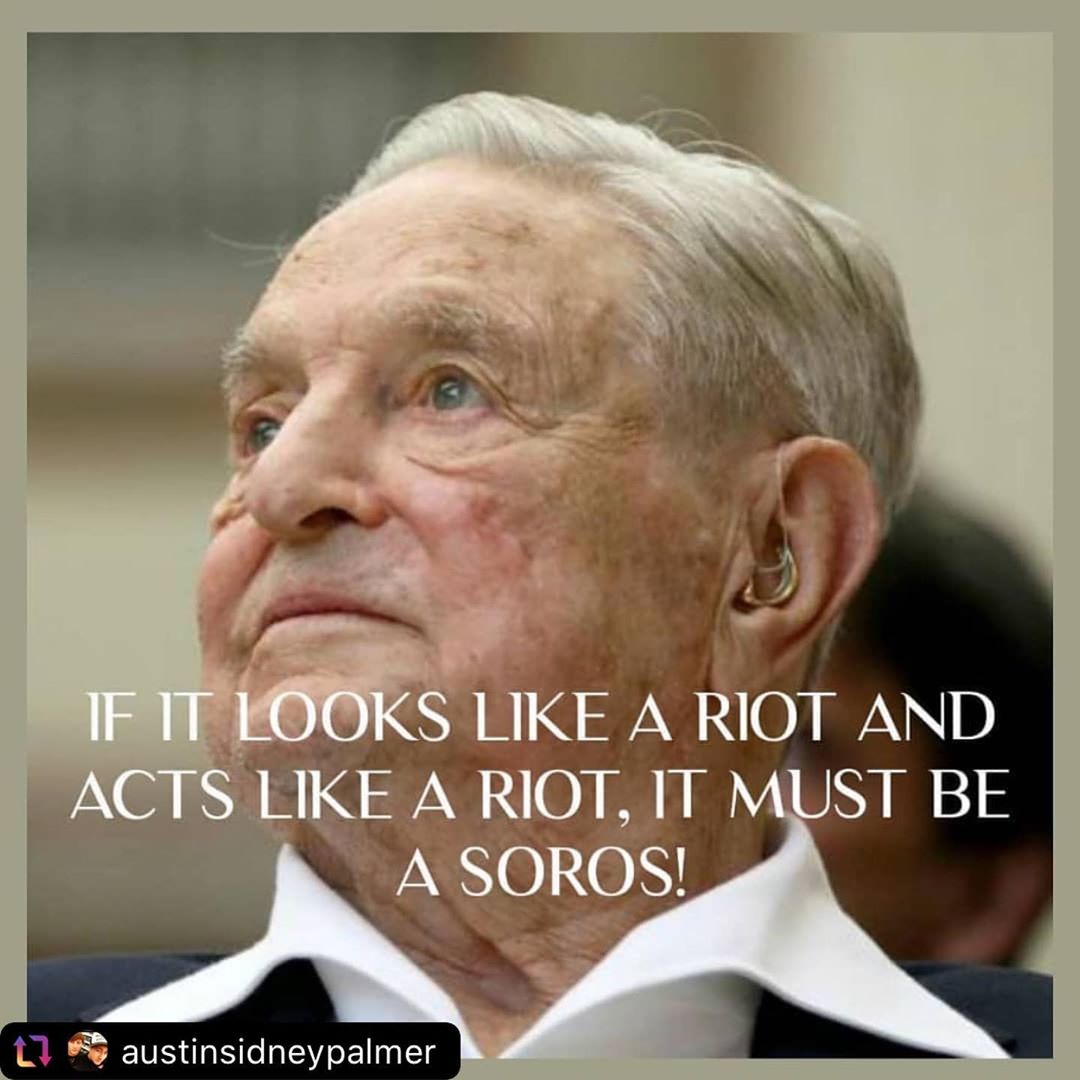 IF IT LOOKS LIKE A RIOT AND
ACTS LIKE A RIOT, IT MUST BE
A SOROS!
austinsidneypalmer